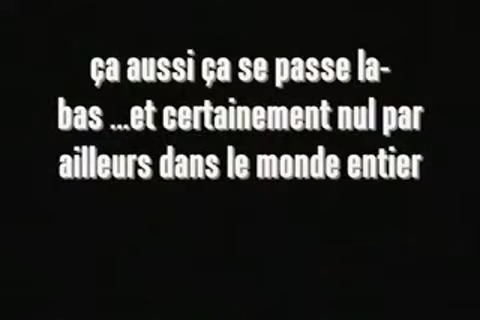 ça aussi ça se passe la-
bas ...et certainement nul par
ailleurs dans le monde entier